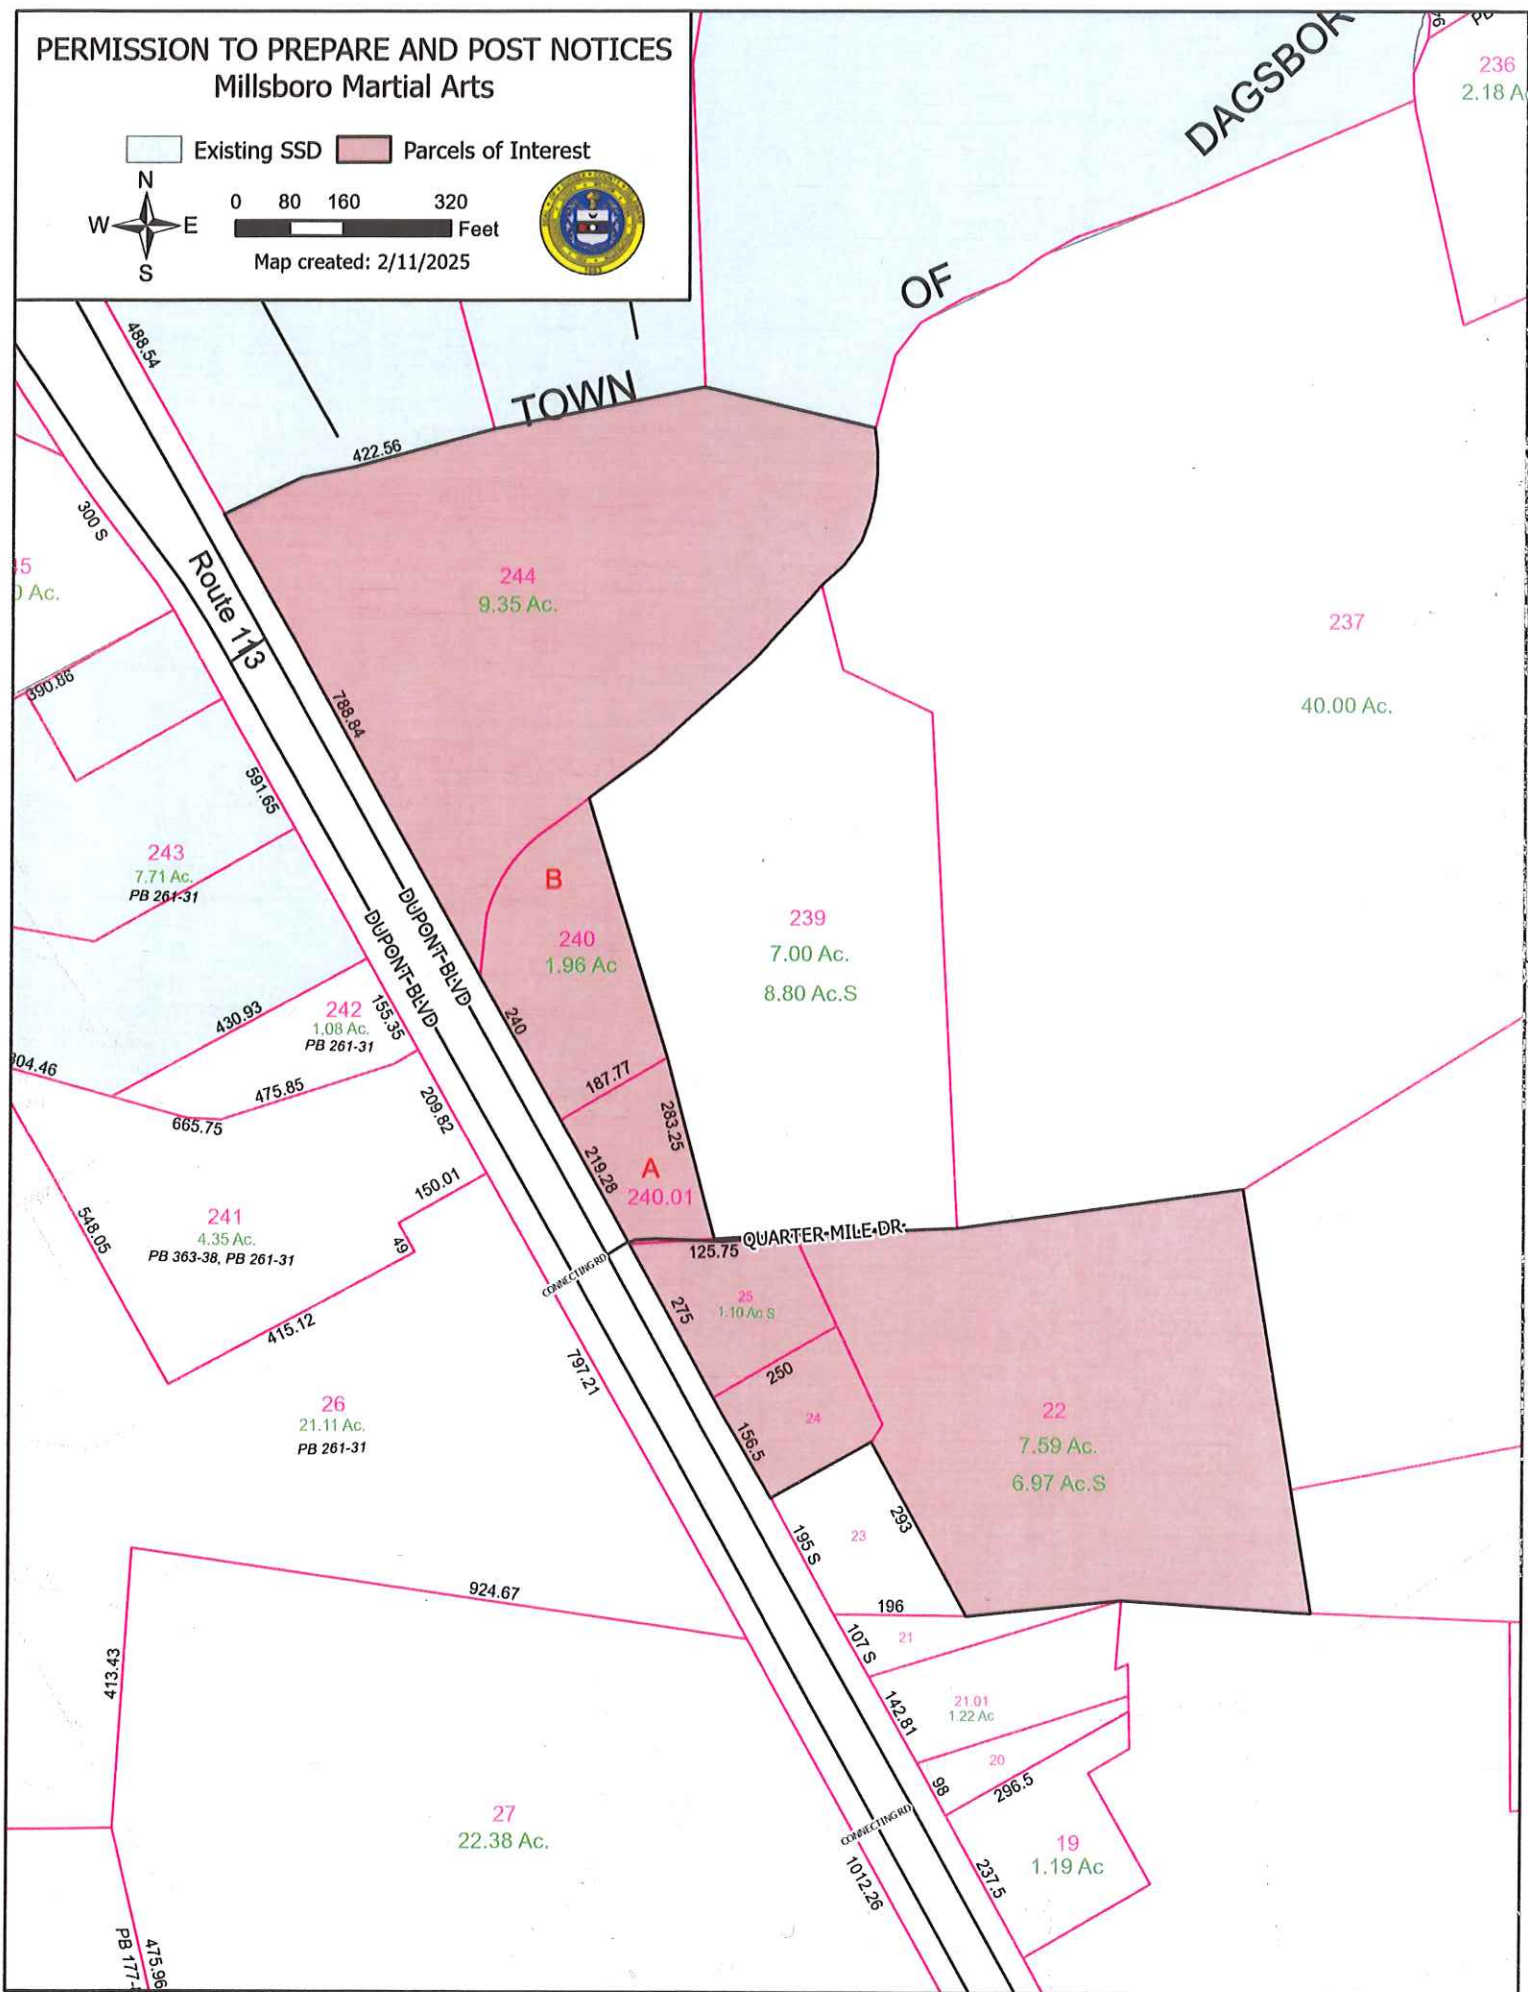 PERMISSION TO PREPARE AND POST NOTICES
Millsboro Martial Arts
Existing SSD
Parcels of Interest
N
W E
S
0 80 160 320
Feet
Map created: 2/11/2025
1883
DAGSBOR
236
2.18 A
OF
TOWN
488.54
422.56
300 S
Route 113
5
0 Ac.
244
9.35 Ac.
237
40.00 Ac.
390.86
788.84
591.65
243
7.71 Ac.
PB 261-31
B
240
1.96 Ac
239
7.00 Ac.
8.80 Ac.S
DUPONT-BLVD
DUPONT-BLVD
240
430.93
242
1.08 Ac.
PB 261-31
155.35
304.46
475.85
665.75
209.82
187.77
283.25
219.28
A
240.01
150.01
49
548.05
241
4.35 Ac.
PB 363-38, PB 261-31
415.12
QUARTER-MILE-DR.
125.75
CONNECTING RD
275
25
1.10 Ac S
250
24
156.5
797.21
26
21.11 Ac.
PB 261-31
22
7.59 Ac.
6.97 Ac.S
293
23
195 S
196
21
107 S
924.67
413.43
21.01
1.22 Ac
142.81
20
98
296.5
27
22.38 Ac.
CONNECTING RD
19
1.19 Ac
237.5
1012.26
475.96
PB 177-